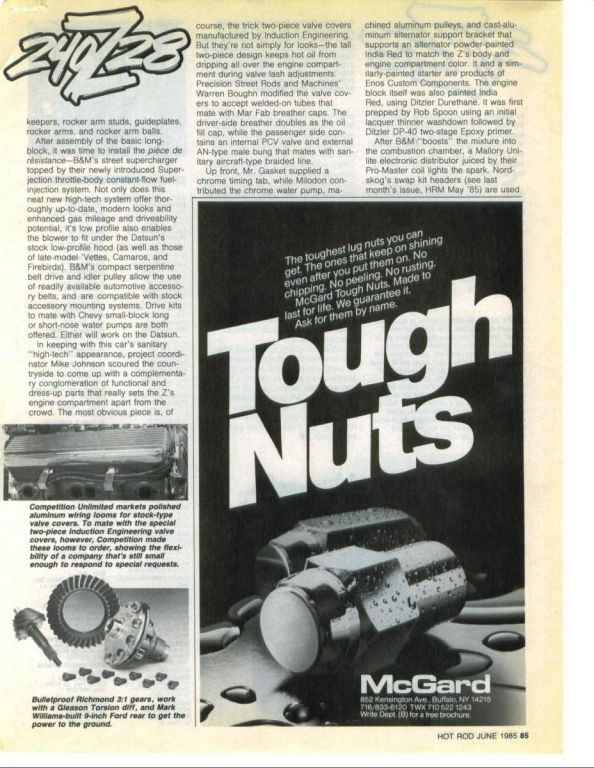 240Z28
keepers, rocker arm studs, guideplates,
rocker arms, and rocker arm balls.
After assembly of the basic long-
block, it was time to install the pièce de
résistance—B&M's street supercharger
topped by their newly introduced Super-
jection throttle-body constant-flow fuel-
injection system. Not only does this
neat new high-tech system offer thor-
oughly up-to-date, modern looks and
enhanced gas mileage and driveability
potential, it's low profile also enables
the blower to fit under the Datsun's
stock low-profile hood (as well as those
of late-model 'Vettes, Camaros, and
Firebirds). B&M's compact serpentine
belt drive and idler pulley allow the use
of readily available automotive accesso-
ry belts, and are compatible with stock
accessory mounting systems. Drive kits
to mate with Chevy small-block long
or short-nose water pumps are both
offered. Either will work on the Datsun.
In keeping with this car's sanitary
"high-tech" appearance, project coordi-
nator Mike Johnson scoured the coun-
tryside to come up with a complementa-
ry conglomeration of functional and
dress-up parts that really sets the Z's
engine compartment apart from the
crowd. The most obvious piece is, of
Competition Unlimited markets polished
aluminum wiring looms for stock-type
valve covers. To mate with the special
two-piece Induction Engineering valve
covers, however, Competition made
these looms to order, showing the flexi-
bility of a company that's still small
enough to respond to special requests.
Bulletproof Richmond 3:1 gears, work
with a Gleason Torsion diff, and Mark
Williams-built 9-inch Ford rear to get the
power to the ground.
course, the trick two-piece valve covers
manufactured by Induction Engineering.
But they're not simply for looks—the tall
two-piece design keeps hot oil from
dripping all over the engine compart-
ment during valve lash adjustments.
Precision Street Rods and Machines'
Warren Boughn modified the valve cov-
ers to accept welded-on tubes that
mate with Mar Fab breather caps. The
driver-side breather doubles as the oil
fill cap, while the passenger side con-
tains an internal PCV valve and external
AN-type male bung that mates with san-
itary aircraft-type braided line.
Up front, Mr. Gasket supplied a
chrome timing tab, while Milodon con-
tributed the chrome water pump, ma-
chined aluminum pulleys, and cast-alu-
minum alternator support bracket that
supports an alternator powder-painted
India Red to match the Z's body and
engine compartment color. It and a sim-
ilarly-painted starter are products of
Enos Custom Components. The engine
block itself was also painted India
Red, using Ditzler Durethane. It was first
prepped by Rob Spoon using an initial
lacquer thinner washdown followed by
Ditzler DP-40 two-stage Epoxy primer.
After B&M "boosts" the mixture into
the combustion chamber, a Mallory Uni-
lite electronic distributor juiced by their
Pro-Master coil lights the spark. Nord-
skog's swap kit headers (see last
month's issue, HRM May '85) are used
The toughest lug nuts you can
get. The ones that keep on shining
even after you put them on. No
chipping. No peeling. No rusting.
McGard Tough Nuts. Made to
last for life. We guarantee it.
Ask for them by name.
Tough
Nuts
McGard
852 Kensington Ave., Buffalo, NY 14215
716/833-6120 TWX 710 522 1243
Write Dept. (B) for a free brochure.
HOT ROD JUNE 1985 85